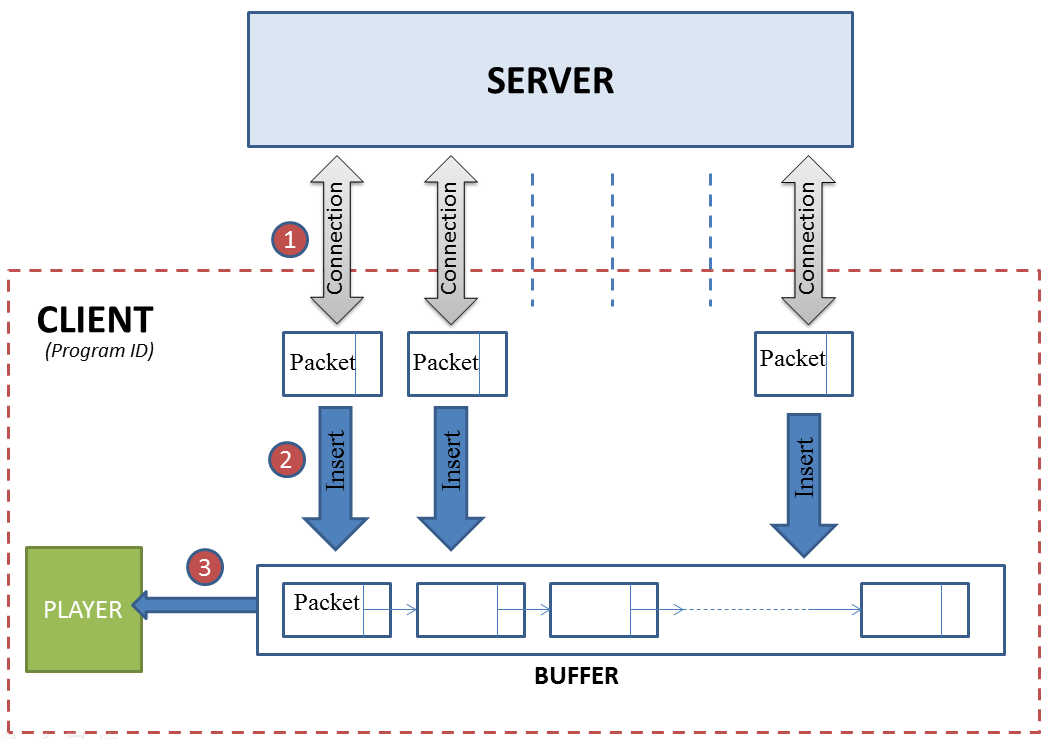 SERVER
Connection
Connection
Connection
1
CLIENT
(Program ID)
Packet
Packet
Packet
2
Insert
Insert
Insert
3
PLAYER
Packet
BUFFER